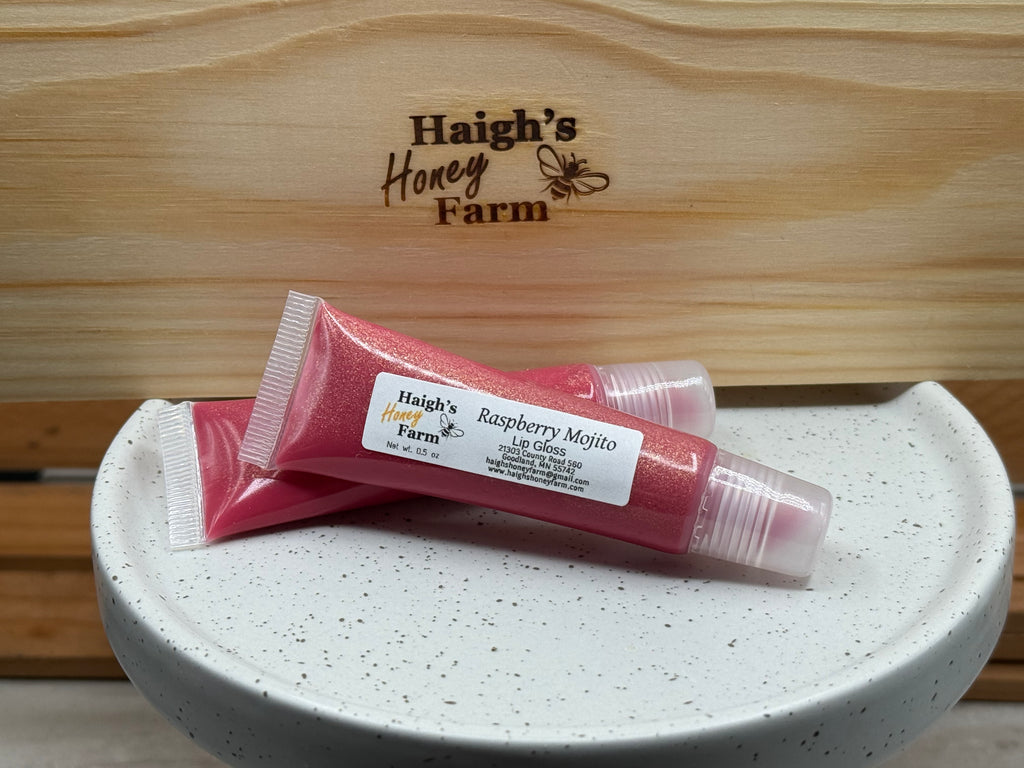 Haigh's
Honey
Farm
Haigh's
Honey
Farm
Net wt. 0.5 oz
Raspberry Mojito
Lip Gloss
21303 County Road 560
Goodland, MN 55742
haighshoneyfarm@gmail.com
www.haighshoneyfarm.com